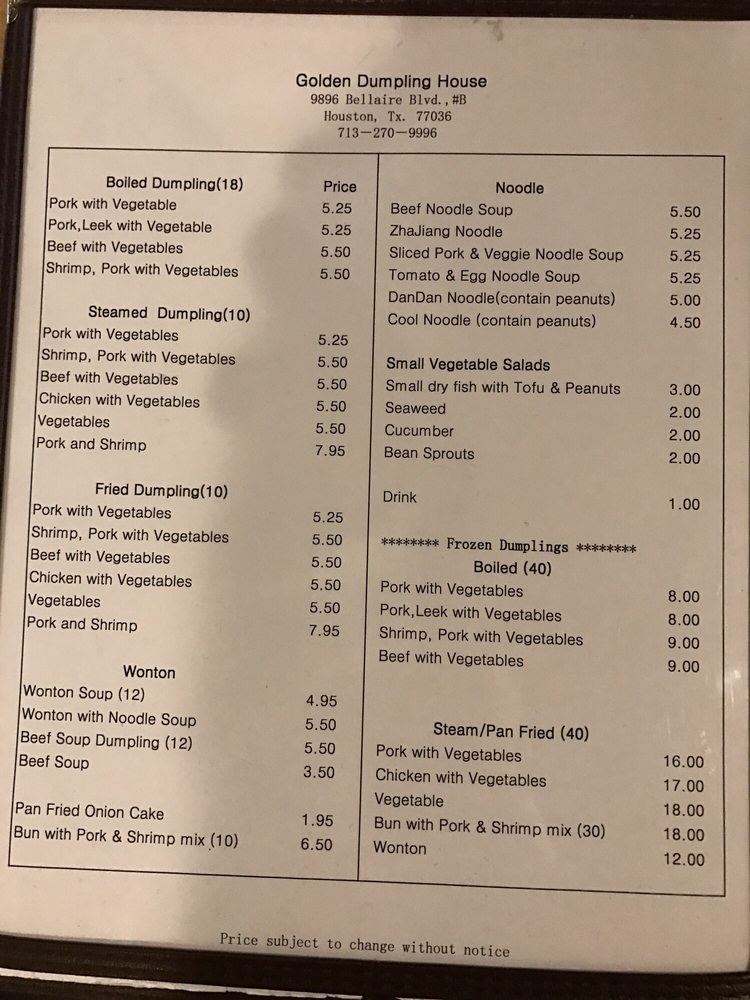 Golden Dumpling House
9896 Bellaire Blvd., #B
Houston, Tx. 77036
713-270-9996
Boiled Dumpling(18) Price
Pork with Vegetable 5.25
Pork,Leek with Vegetable 5.25
Beef with Vegetables 5.50
Shrimp, Pork with Vegetables 5.50
Steamed Dumpling(10)
Pork with Vegetables 5.25
Shrimp, Pork with Vegetables 5.50
Beef with Vegetables 5.50
Chicken with Vegetables 5.50
Vegetables 5.50
Pork and Shrimp 7.95
Fried Dumpling(10)
Pork with Vegetables 5.25
Shrimp, Pork with Vegetables 5.50
Beef with Vegetables 5.50
Chicken with Vegetables 5.50
Vegetables 5.50
Pork and Shrimp 7.95
Wonton
Wonton Soup (12) 4.95
Wonton with Noodle Soup 5.50
Beef Soup Dumpling (12) 5.50
Beef Soup 3.50
Pan Fried Onion Cake 1.95
Bun with Pork & Shrimp mix (10) 6.50
Noodle
Beef Noodle Soup 5.50
ZhaJiang Noodle 5.25
Sliced Pork & Veggie Noodle Soup 5.25
Tomato & Egg Noodle Soup 5.25
DanDan Noodle(contain peanuts) 5.00
Cool Noodle (contain peanuts) 4.50
Small Vegetable Salads
Small dry fish with Tofu & Peanuts 3.00
Seaweed 2.00
Cucumber 2.00
Bean Sprouts 2.00
Drink 1.00
******** Frozen Dumplings ********
Boiled (40)
Pork with Vegetables 8.00
Pork,Leek with Vegetables 8.00
Shrimp, Pork with Vegetables 9.00
Beef with Vegetables 9.00
Steam/Pan Fried (40)
Pork with Vegetables 16.00
Chicken with Vegetables 17.00
Vegetable 18.00
Bun with Pork & Shrimp mix (30) 18.00
Wonton 12.00
Price subject to change without notice